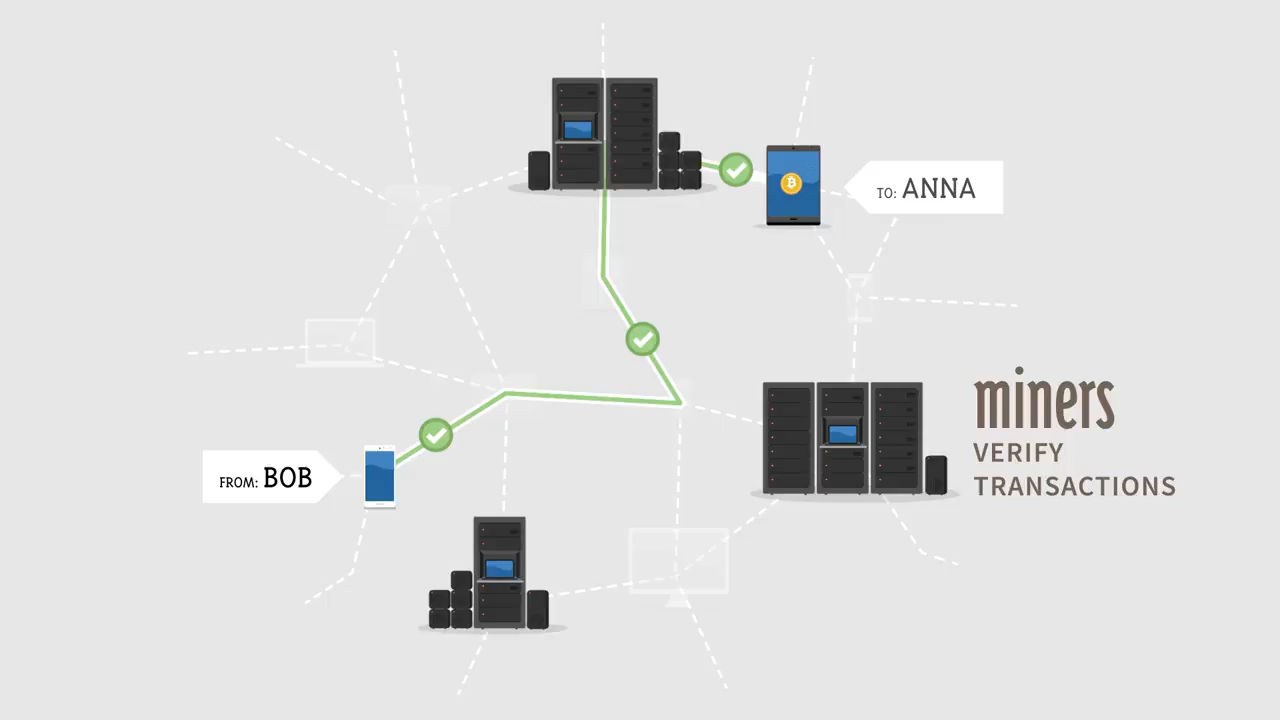 TO: ANNA
miners
VERIFY
TRANSACTIONS
FROM: BOB